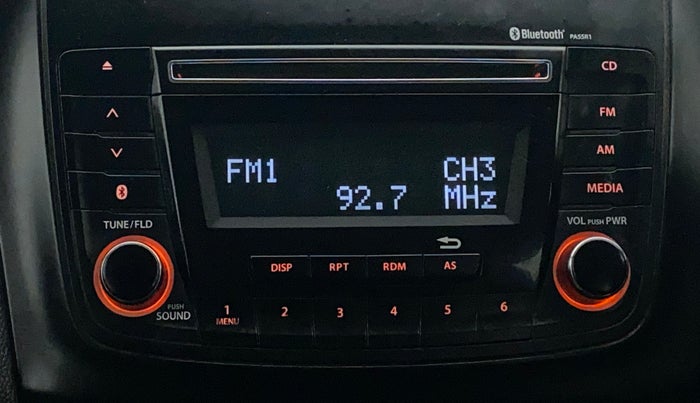 Bluetooth PASSR1
CD
FM
AM
MEDIA
FM1 CH3
92.7 MHz
TUNE/FLD
VOL PUSH PWR
DISP RPT RDM AS
PUSH
SOUND
1 2 3 4 5 6
MENU